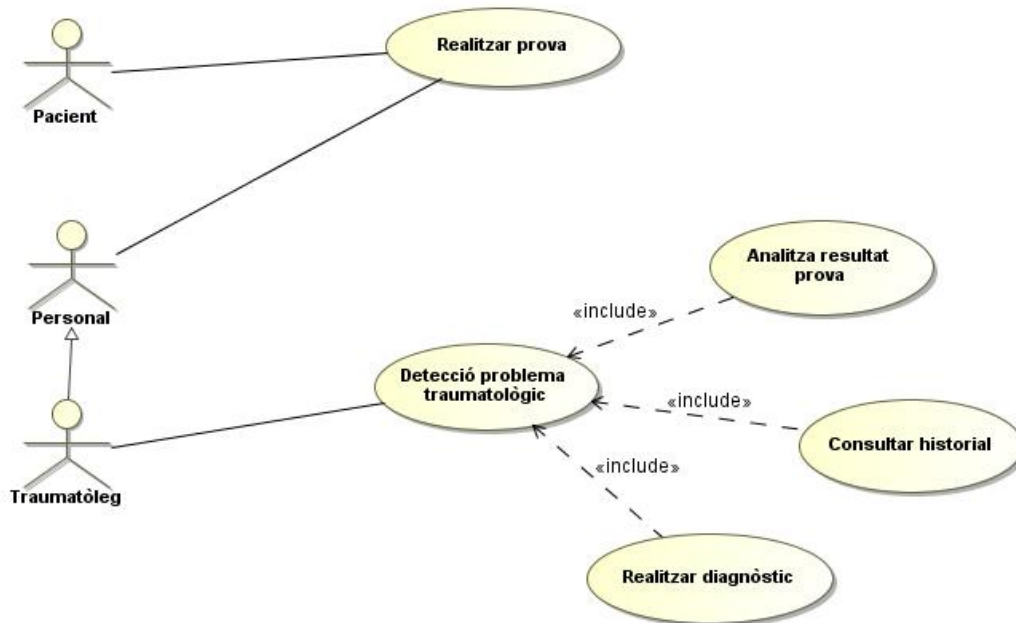 Realitzar prova
Pacient
Analitza resultat
prova
Personal
«include»
Detecció problema
traumatològic
«include»
Consultar historial
«include»
Traumatòleg
Realitzar diagnòstic